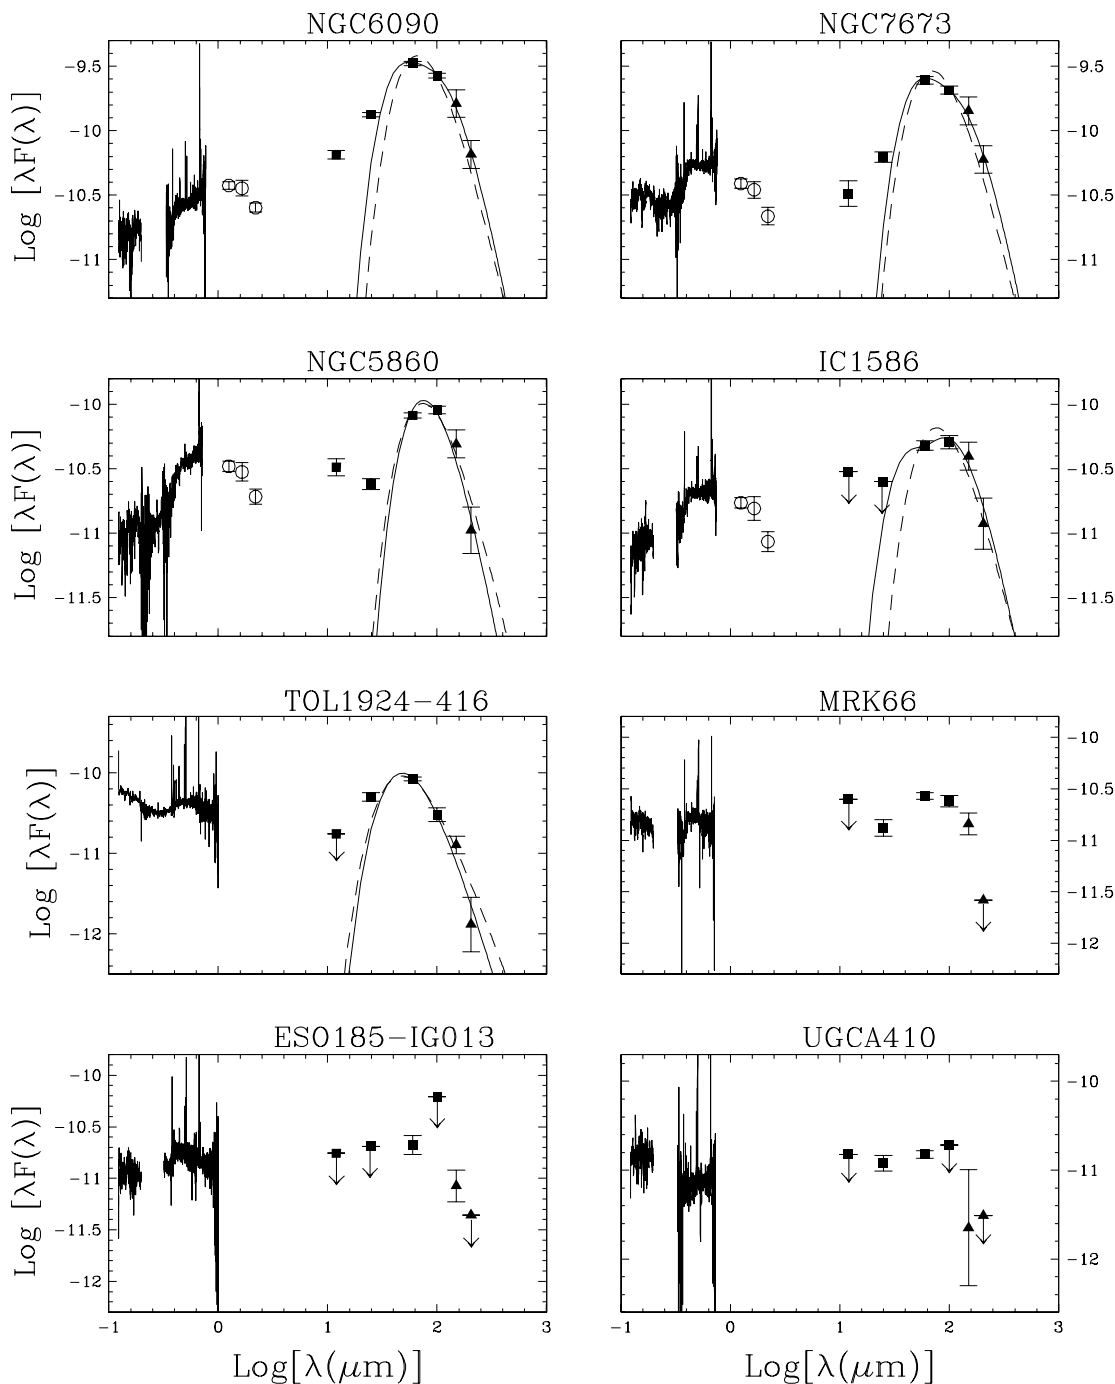 NGC6090 NGC7673
-9.5 -9.5
-10 -10
-10.5 -10.5
-11 -11
Log [λF(λ)]
NGC5860 IC1586
-10 -10
-10.5 -10.5
-11 -11
-11.5 -11.5
Log [λF(λ)]
TOL1924-416 MRK66
-10 -10
-10.5
-11 -11
-11.5
-12 -12
Log [λF(λ)]
ESO185-IG013 UGCA410
-10 -10
-10.5
-11 -11
-11.5
-12 -12
Log [λF(λ)]
-1 0 1 2 3 -1 0 1 2 3
Log[λ(μm)] Log[λ(μm)]